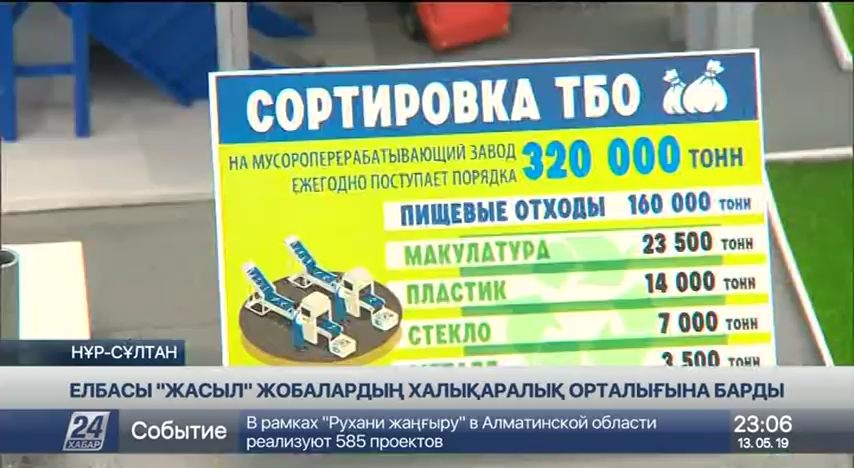 СОРТИРОВКА ТБО
НА МУСОРОПЕРЕРАБАТЫВАЮЩИЙ ЗАВОД
ЕЖЕГОДНО ПОСТУПАЕТ ПОРЯДКА
320 000 ТОНН
ПИЩЕВЫЕ ОТХОДЫ 160 000 ТОНН
МАКУЛАТУРА 23 500 ТОНН
ПЛАСТИК 14 000 ТОНН
СТЕКЛО 7 000 ТОНН
3 500 ТОНН
НҰР-СҰЛТАН
ЕЛБАСЫ "ЖАСЫЛ" ЖОБАЛАРДЫҢ ХАЛЫҚАРАЛЫҚ ОРТАЛЫҒЫНА БАРДЫ
24
ХАБАР
Событие
В рамках "Рухани жаңғыру" в Алматинской области
реализуют 585 проектов
23:06
13.05.19